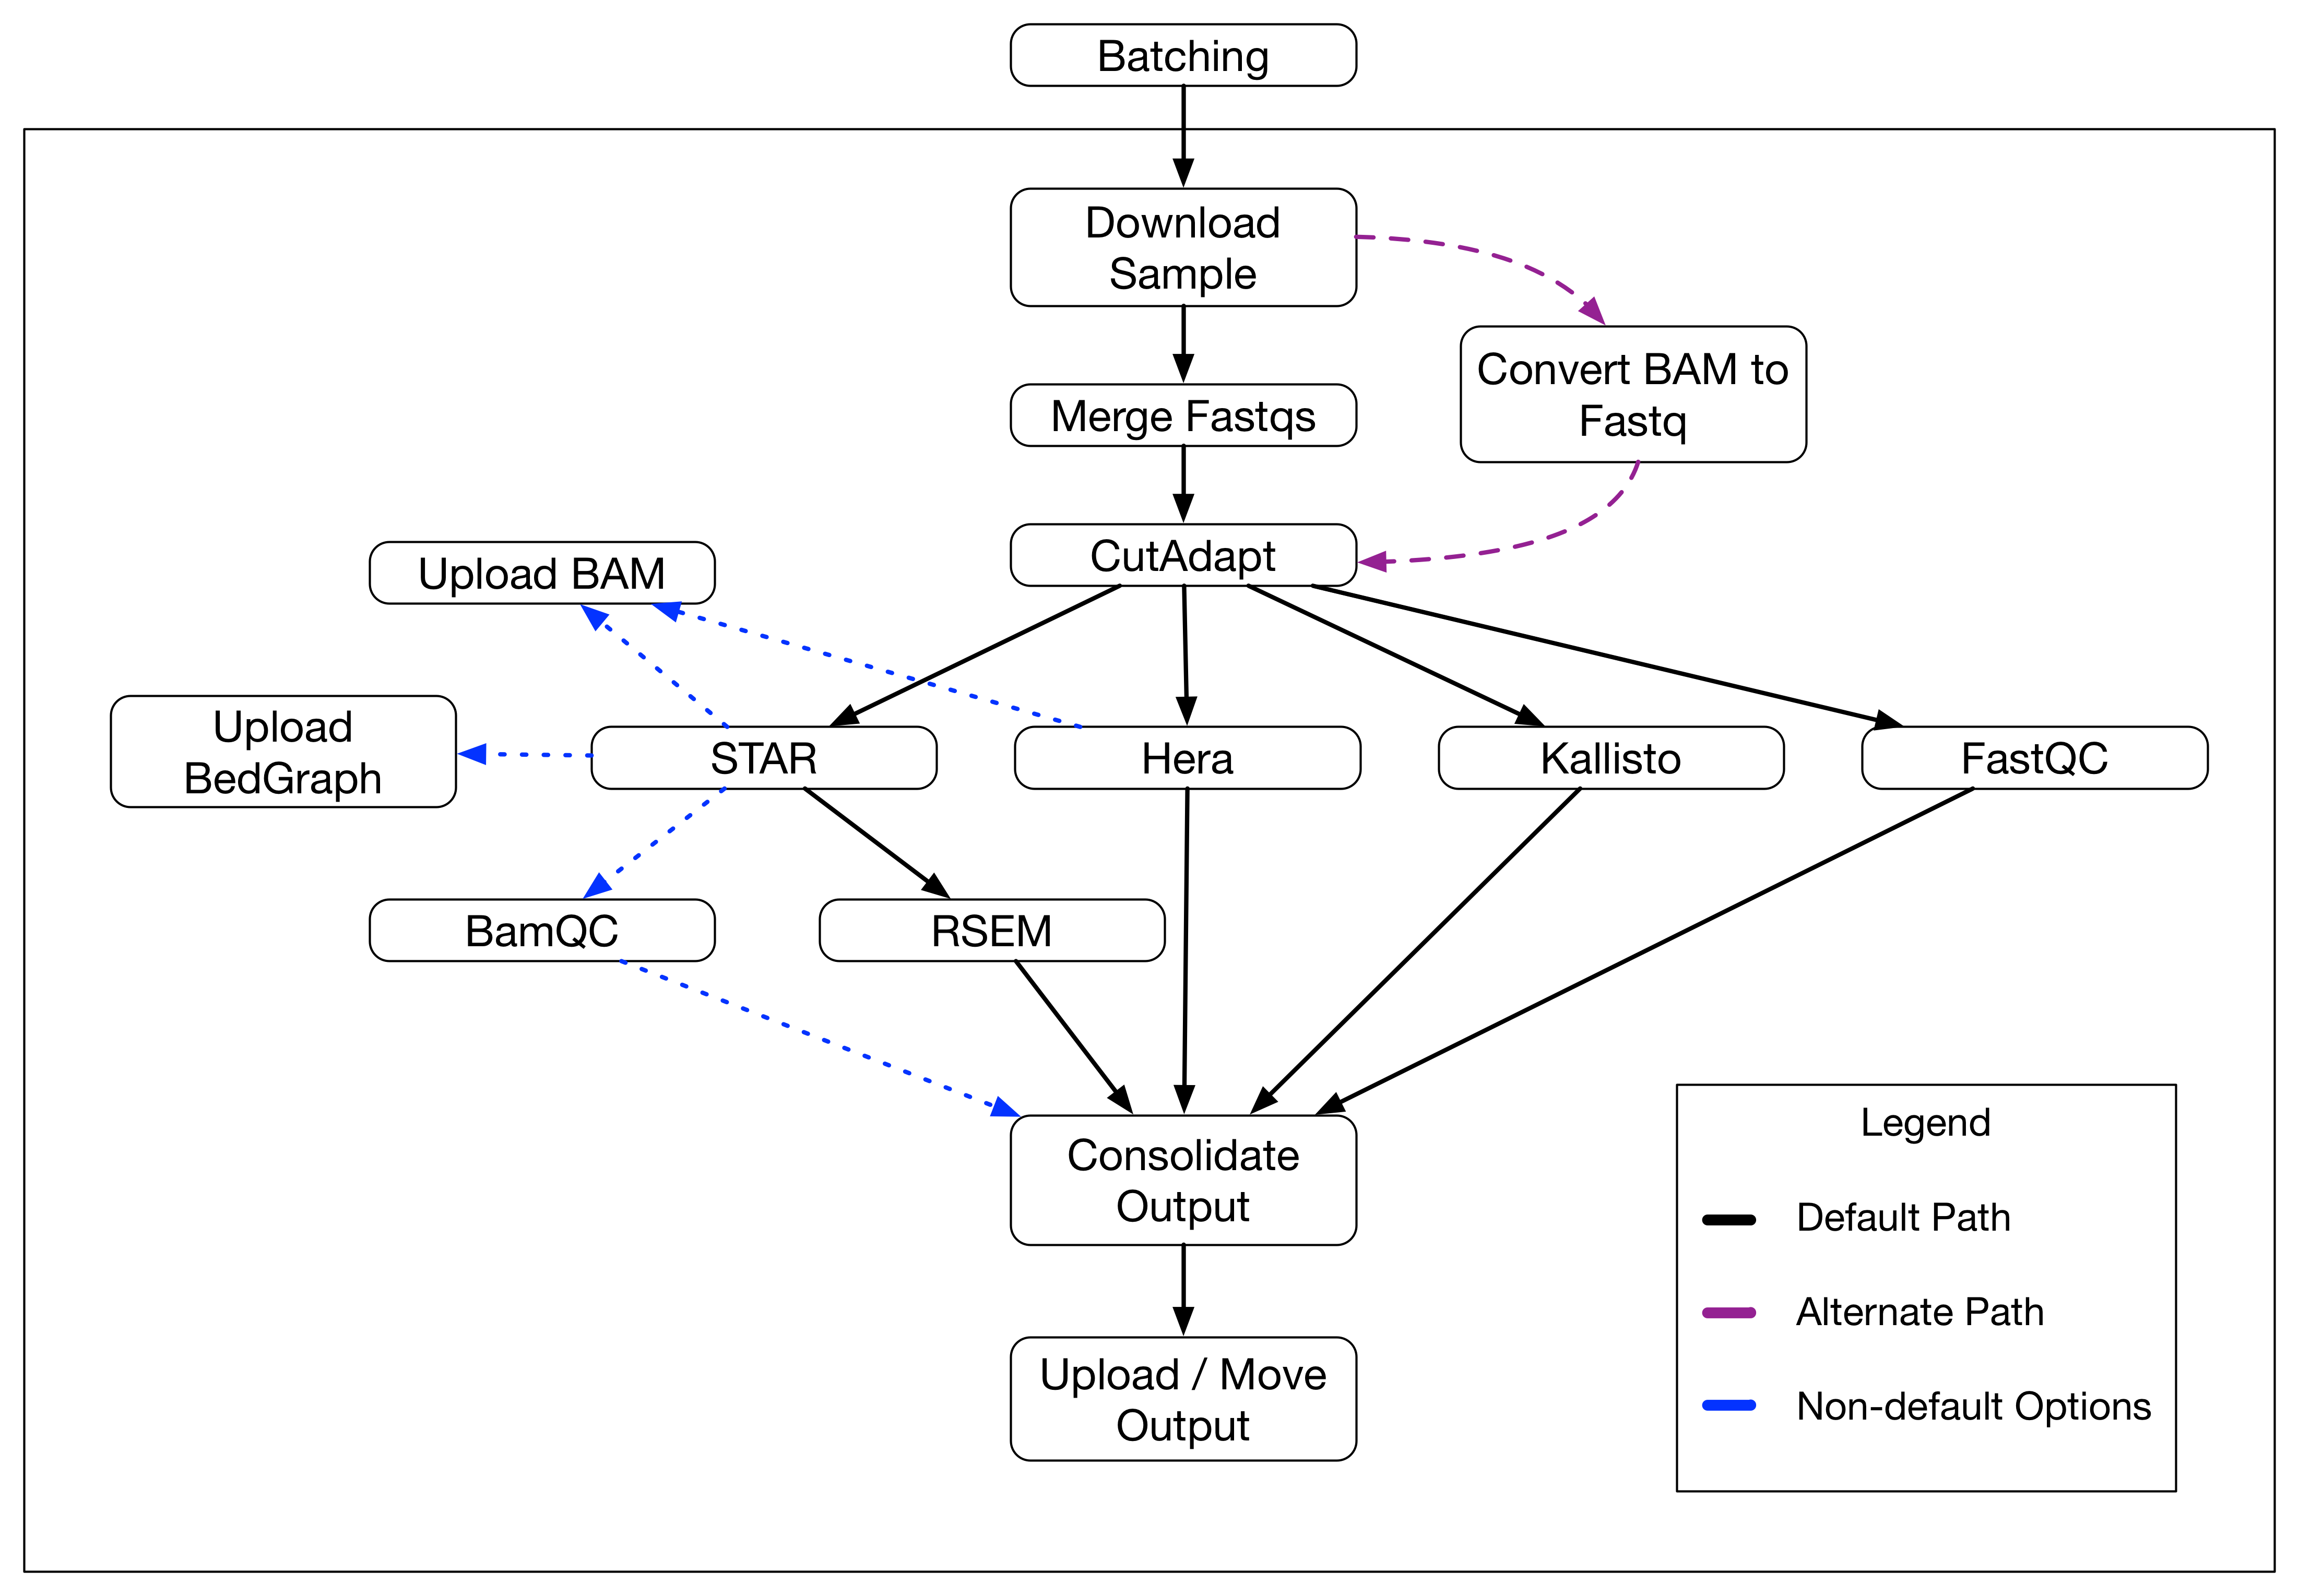 Batching
Download
Sample
Convert BAM to
Fastq
Merge Fastqs
CutAdapt
Upload BAM
Upload
BedGraph
STAR
Hera
Kallisto
FastQC
BamQC
RSEM
Consolidate
Output
Upload / Move
Output
Legend
Default Path
Alternate Path
Non-default Options